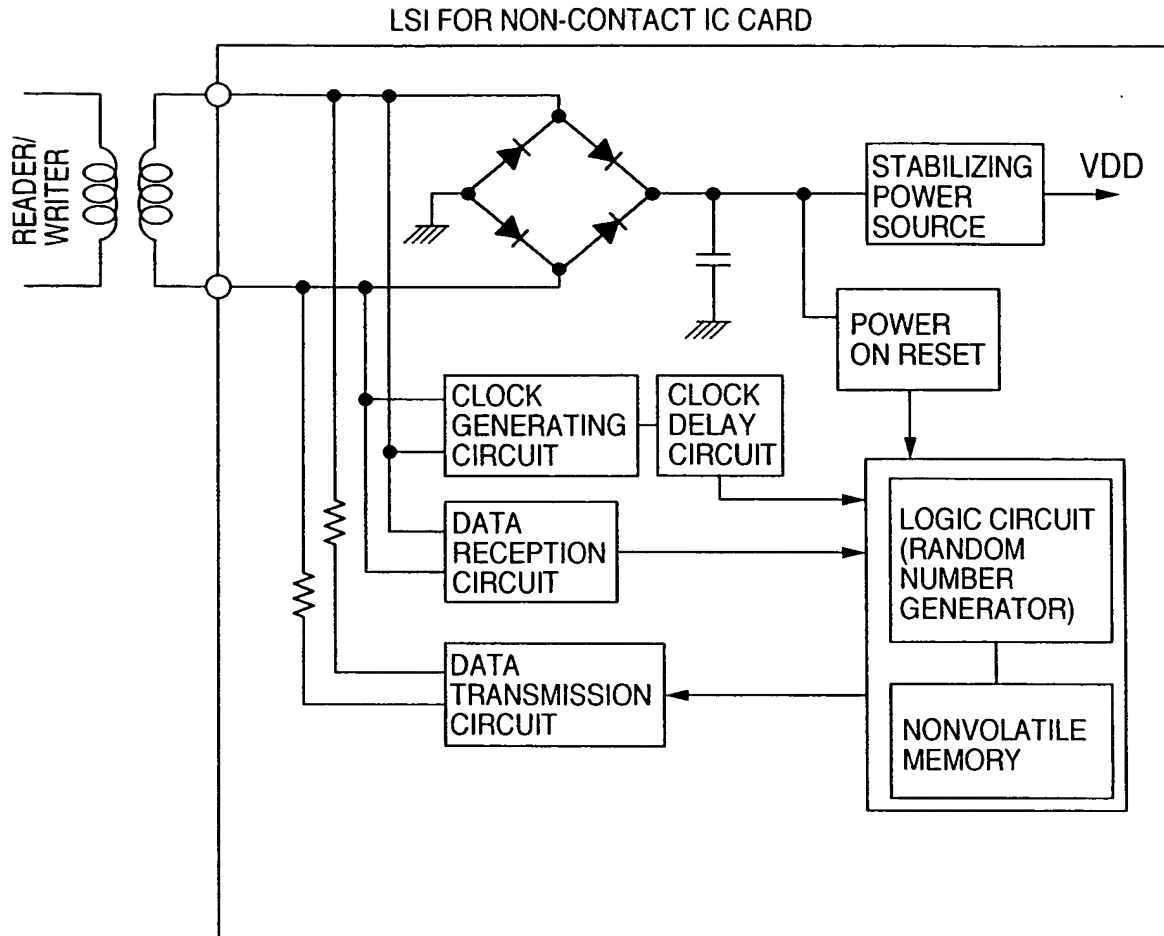 LSI FOR NON-CONTACT IC CARD
READER/
WRITER
STABILIZING
POWER
SOURCE
VDD
POWER
ON RESET
CLOCK
GENERATING
CIRCUIT
CLOCK
DELAY
CIRCUIT
DATA
RECEPTION
CIRCUIT
LOGIC CIRCUIT
(RANDOM
NUMBER
GENERATOR)
DATA
TRANSMISSION
CIRCUIT
NONVOLATILE
MEMORY